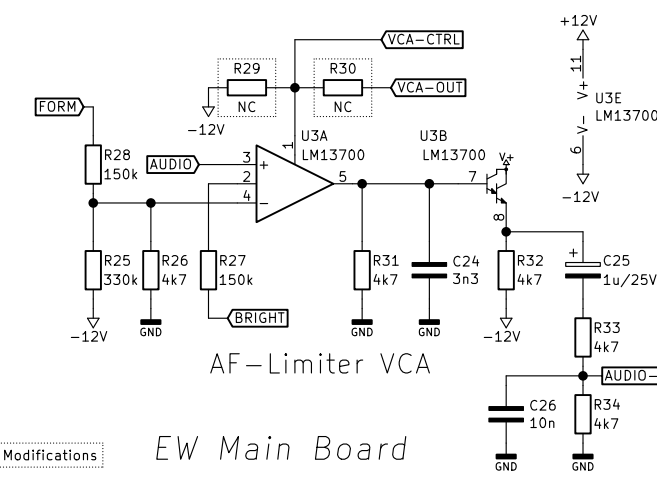 +12V
VCA-CTRL
R29
R30
NC
NC
VCA-OUT
11
V+
U3E
LM13700
V-
6
-12V
FORM
-12V
1
U3A
LM13700
U3B
LM13700
V+
R28
150k
AUDIO
3
+
2
4
-
5
7
8
R25
330k
R26
4k7
R27
150k
R31
4k7
C24
3n3
R32
4k7
+
C25
1u/25V
-12V
GND
BRIGHT
GND
GND
-12V
R33
4k7
AF-Limiter VCA
AUDIO-
C26
10n
R34
4k7
GND
GND
Modifications
EW Main Board